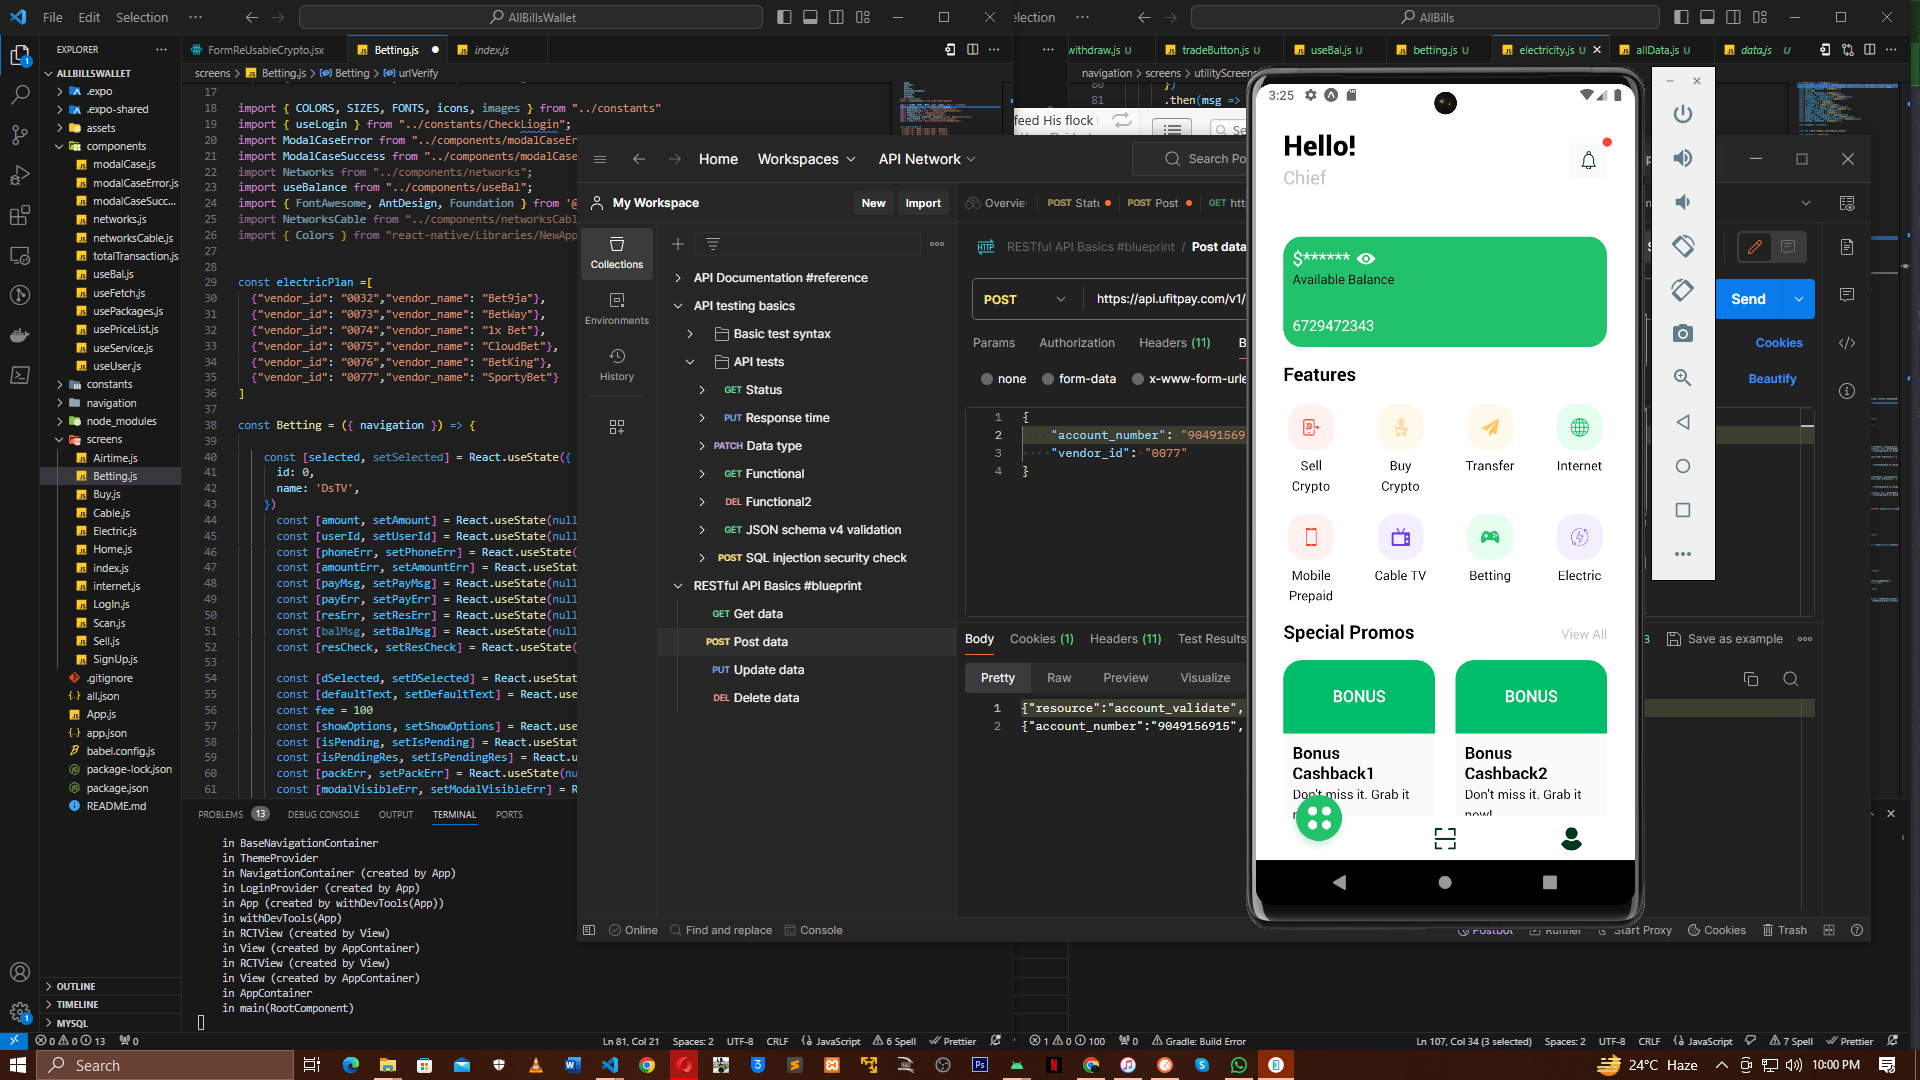 File Edit Selection ··· AllBillsWallet
EXPLORER
ALLBILLSWALLET
.expo
.expo-shared
assets
components
modalCase.js
modalCaseError.js
modalCaseSucc...
networks.js
networksCable.js
totalTransaction.js
useBal.js
useFetch.js
usePackages.js
usePriceList.js
useService.js
useUser.js
constants
navigation
node_modules
screens
Airtime.js
Betting.js
Buy.js
Cable.js
Electric.js
Home.js
index.js
internet.js
LogIn.js
Scan.js
Sell.js
SignUp.js
.gitignore
all.json
App.js
app.json
babel.config.js
package-lock.json
package.json
README.md
OUTLINE
TIMELINE
MYSQL
FormReUsableCrypto.jsx Betting.js index.js
screens > Betting.js > Betting > urlVerify
17
18 import { COLORS, SIZES, FONTS, icons, images } from "../constants"
19 import { useLogin } from "../constants/Checkilogin";
20 import ModalCaseError from "../components/modalCaseErr
21 import ModalCaseSuccess from "../components/modalCase
22 import Networks from "../components/networks";
23 import useBalance from "../components/useBal";
24 import { FontAwesome, AntDesign, Foundation } from '@
25 import NetworksCable from "../components/networksCabl
26 import { Colors } from "react-native/Libraries/NewApp
27
28
29 const electricPlan =[
30 {"vendor_id": "0032","vendor_name": "Bet9ja"},
31 {"vendor_id": "0073","vendor_name": "BetWay"},
32 {"vendor_id": "0074","vendor_name": "1x Bet"},
33 {"vendor_id": "0075","vendor_name": "CloudBet"},
34 {"vendor_id": "0076","vendor_name": "BetKing"},
35 {"vendor_id": "0077","vendor_name": "SportyBet"}
36 ]
37
38 const Betting = ({ navigation }) => {
39
40 const [selected, setSelected] = React.useState({
41 id: 0,
42 name: 'DsTV',
43 })
44 const [amount, setAmount] = React.useState(null
45 const [userId, setUserId] = React.useState(null
46 const [phoneErr, setPhoneErr] = React.useState(
47 const [amountErr, setAmountErr] = React.useState(
48 const [payMsg, setPayMsg] = React.useState(null
49 const [payErr, setPayErr] = React.useState(null
50 const [resErr, setResErr] = React.useState(null
51 const [balMsg, setBalMsg] = React.useState(null
52 const [resCheck, setResCheck] = React.useState(
53
54 const [dSelected, setDSelected] = React.useStat
55 const [defaultText, setDefaultText] = React.use
56 const fee = 100
57 const [showOptions, setShowOptions] = React.use
58 const [isPending, setIsPending] = React.useStat
59 const [isPendingRes, setIsPendingRes] = React.u
60 const [packErr, setPackErr] = React.useState(nu
61 const [modalVisibleErr, setModalVisibleErr] = R
PROBLEMS 13 DEBUG CONSOLE OUTPUT TERMINAL PORTS
in BaseNavigationContainer
in ThemeProvider
in NavigationContainer (created by App)
in LoginProvider (created by App)
in App (created by withDevTools(App))
in withDevTools(App)
in RCTView (created by View)
in View (created by AppContainer)
in RCTView (created by View)
in View (created by AppContainer)
in AppContainer
in main(RootComponent)
0 0 13 0 Ln 81, Col 21 Spaces: 2 UTF-8 CRLF JavaScript 6 Spell Prettier
election ··· AllBills
withdraw.js U tradeButton.js U useBal.js U betting.js U electricity.js U allData.js U data.js U
navigation > screens > utilityScreens
80 })
81 .then(msg =>
feed His flock
Home Workspaces API Network Search Po
My Workspace New Import
Collections
Environments
History
API Documentation #reference
API testing basics
Basic test syntax
API tests
GET Status
PUT Response time
PATCH Data type
GET Functional
DEL Functional2
GET JSON schema v4 validation
POST SQL injection security check
RESTful API Basics #blueprint
GET Get data
POST Post data
PUT Update data
DEL Delete data
Overvie POST Statu POST Post GET htt
HTTP RESTful API Basics #blueprint / Post data
POST https://api.ufitpay.com/v1/ Send
Params Authorization Headers (11) B Cookies
none form-data x-www-form-urle Beautify
1 {
2 "account_number": "90491569
3 "vendor_id": "0077"
4 }
Body Cookies (1) Headers (11) Test Results Save as example
Pretty Raw Preview Visualize
1 {"resource":"account_validate",
2 {"account_number":"9049156915",
Online Find and replace Console Postbot Runner Start Proxy Cookies Trash
3:25
Hello!
Chief
$******
Available Balance
6729472343
Features
Sell Crypto
Buy Crypto
Transfer
Internet
Mobile Prepaid
Cable TV
Betting
Electric
Special Promos View All
BONUS BONUS
Bonus Cashback1
Don't miss it. Grab it
Bonus Cashback2
Don't miss it. Grab it
now!
1 0 100 0 Gradle: Build Error Ln 107, Col 34 (3 selected) Spaces: 2 UTF-8 CRLF JavaScript 7 Spell Prettier
Search 24°C Haze 10:00 PM